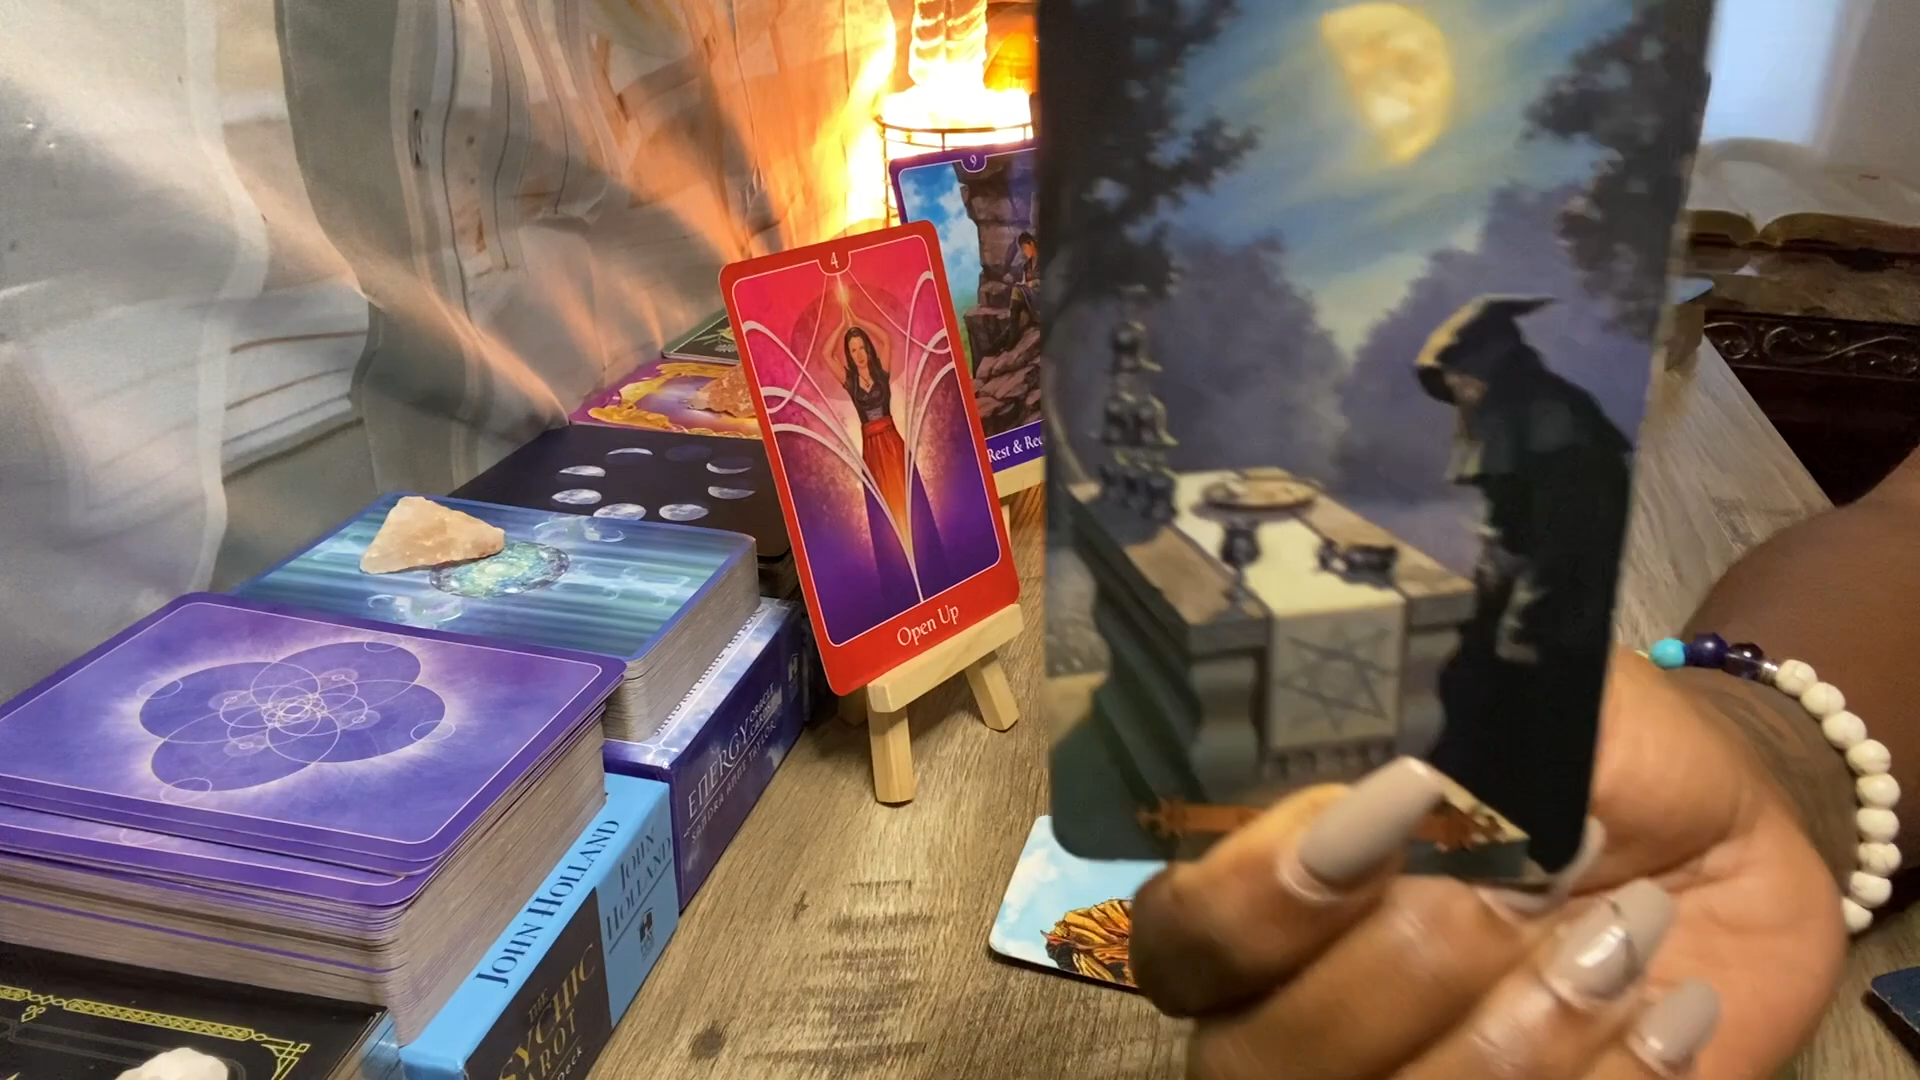 9
Rest & Rec
4
Open Up
ENERGY ORACLE CARDS
SANDRA ANNE TAYLOR
JOHN HOLLAND
JOHN HOLLAND
THE
PSYCHIC
TAROT
Deck